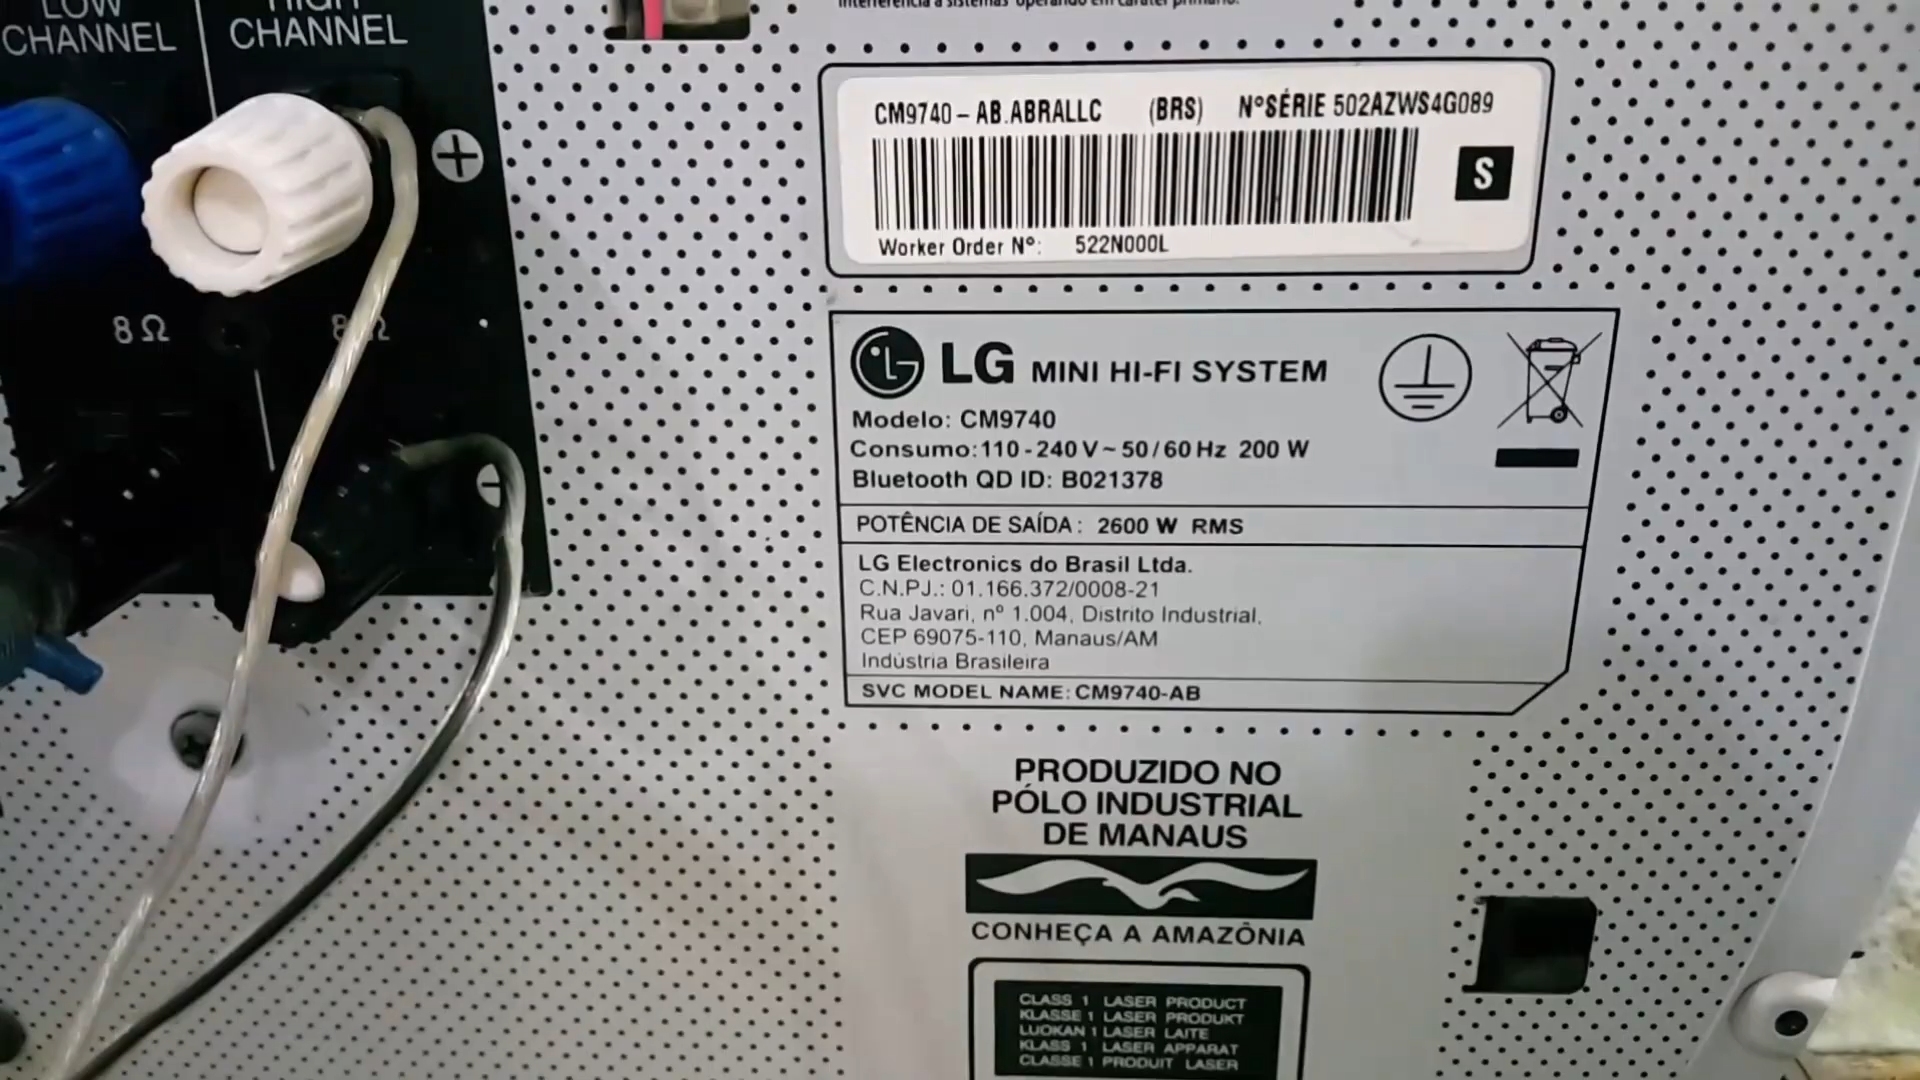 LOW
CHANNEL
HIGH
CHANNEL
8 Ω
8 Ω
CM9740 – AB.ABRALLC (BRS) NºSÉRIE 502AZWS4G089
S
Worker Order Nº: 522N000L
LG MINI HI-FI SYSTEM
Modelo: CM9740
Consumo: 110 - 240 V ~ 50 / 60 Hz 200 W
Bluetooth QD ID: B021378
POTÊNCIA DE SAÍDA : 2600 W RMS
LG Electronics do Brasil Ltda.
C.N.P.J.: 01.166.372/0008-21
Rua Javari, nº 1.004, Distrito Industrial,
CEP 69075-110, Manaus/AM
Indústria Brasileira
SVC MODEL NAME: CM9740-AB
PRODUZIDO NO
PÓLO INDUSTRIAL
DE MANAUS
CONHEÇA A AMAZÔNIA
CLASS 1 LASER PRODUCT
KLASSE 1 LASER PRODUKT
LUOKAN 1 LASER LAITE
KLASS 1 LASER APPARAT
CLASSE 1 PRODUIT LASER